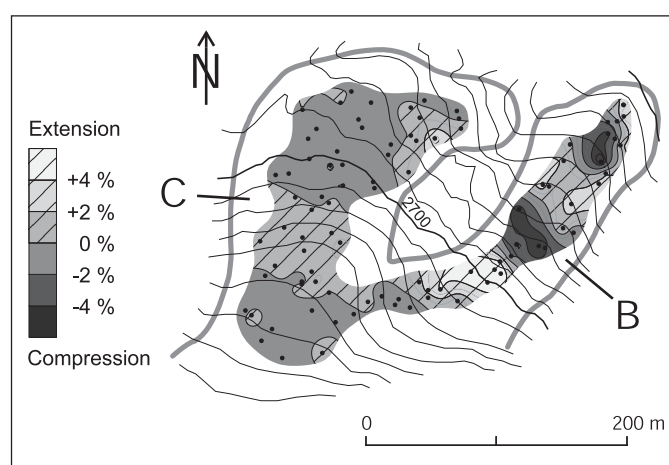 N
Extension
+4 %
+2 %
0 %
-2 %
-4 %
Compression
C
2700
B
0
200 m